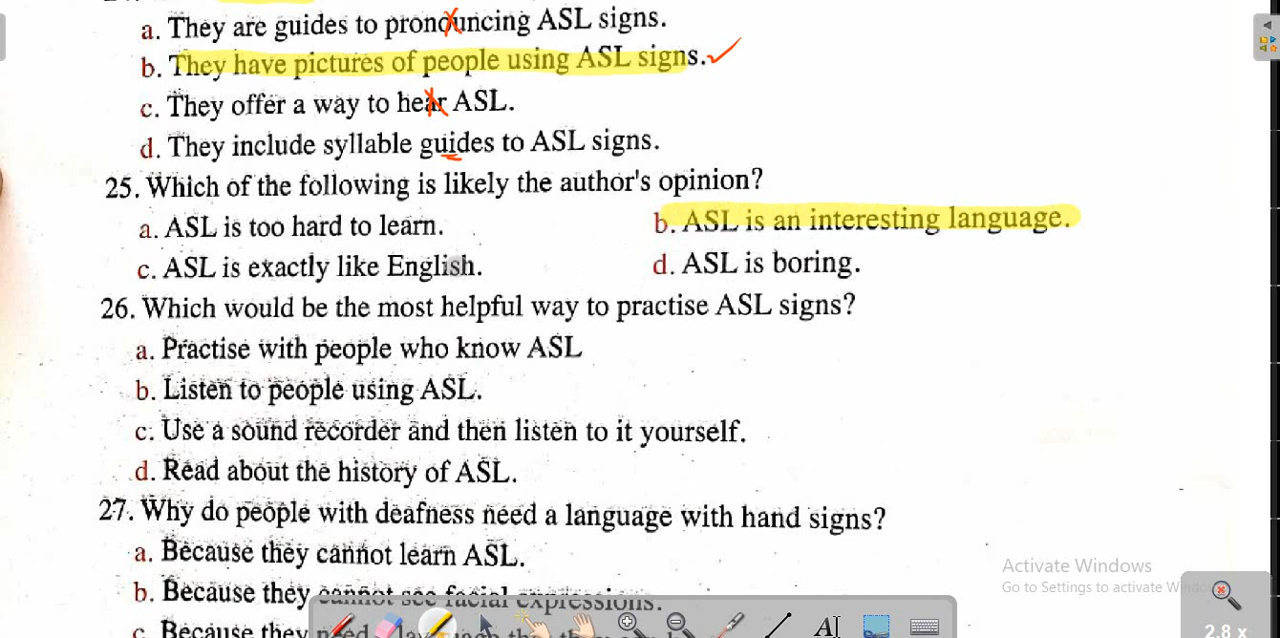 a. They are guides to pronouncing ASL signs.
b. They have pictures of people using ASL signs.
c. They offer a way to hear ASL.
d. They include syllable guides to ASL signs.
25. Which of the following is likely the author's opinion?
a. ASL is too hard to learn.
b. ASL is an interesting language.
c. ASL is exactly like English.
d. ASL is boring.
26. Which would be the most helpful way to practise ASL signs?
a. Practise with people who know ASL
b. Listen to people using ASL.
c. Use a sound recorder and then listen to it yourself.
d. Read about the history of ASL.
27. Why do people with deafness need a language with hand signs?
a. Because they cannot learn ASL.
b. Because they cannot see facial expressions.
c. Because they
Activate Windows
Go to Settings to activate
A
2.8 x